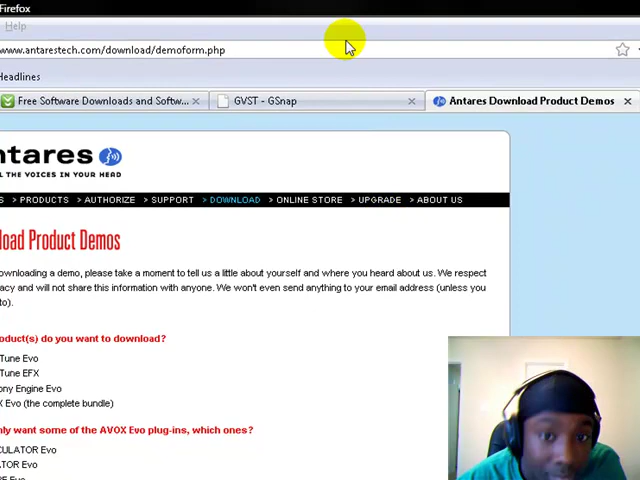 Firefox
Help
www.antarestech.com/download/demoform.php
Headlines
Free Software Downloads and Softw...
GVST - GSnap
Antares Download Product Demos
ntares
L THE VOICES IN YOUR HEAD
S > PRODUCTS > AUTHORIZE > SUPPORT > DOWNLOAD > ONLINE STORE > UPGRADE > ABOUT US
oad Product Demos
ownloading a demo, please take a moment to tell us a little about yourself and where you heard about us. We respect
acy and will not share this information with anyone. We won't even send anything to your email address (unless you
to).
roduct(s) do you want to download?
Tune Evo
Tune EFX
ony Engine Evo
X Evo (the complete bundle)
nly want some of the AVOX Evo plug-ins, which ones?
CULATOR Evo
ATOR Evo